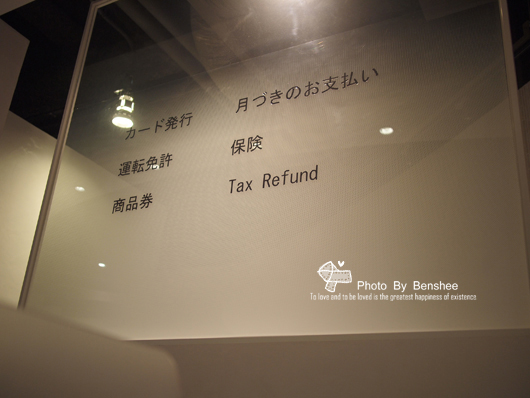 カード発行
運転免許
商品券
月づきのお支払い
保険
Tax Refund
Photo By Benshee
To love and to be loved is the greatest happiness of existence